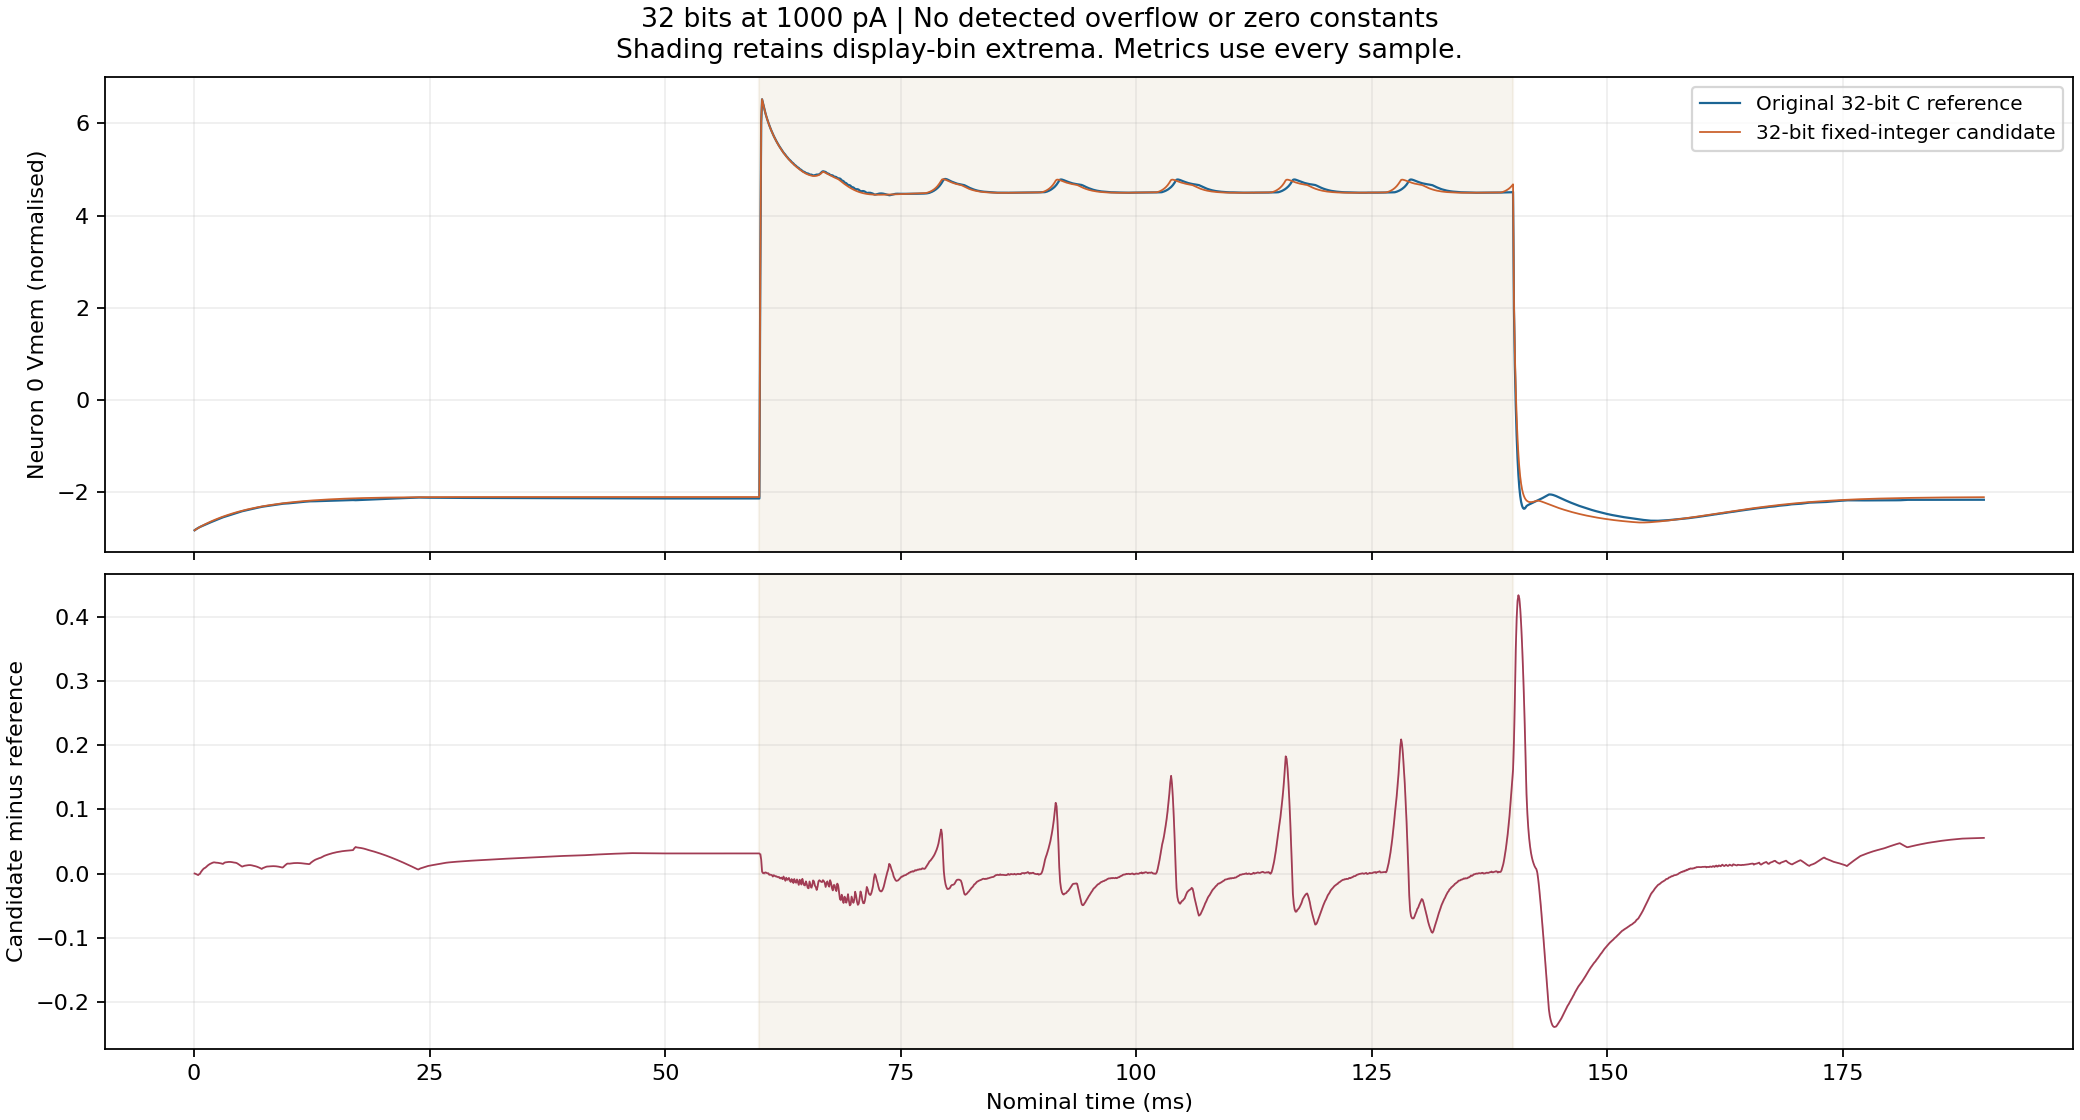 32 bits at 1000 pA | No detected overflow or zero constants
Shading retains display-bin extrema. Metrics use every sample.
Neuron 0 Vmem (normalised)
6
4
2
0
−2
Original 32-bit C reference
32-bit fixed-integer candidate
Candidate minus reference
0.4
0.3
0.2
0.1
0.0
−0.1
−0.2
0 25 50 75 100 125 150 175
Nominal time (ms)